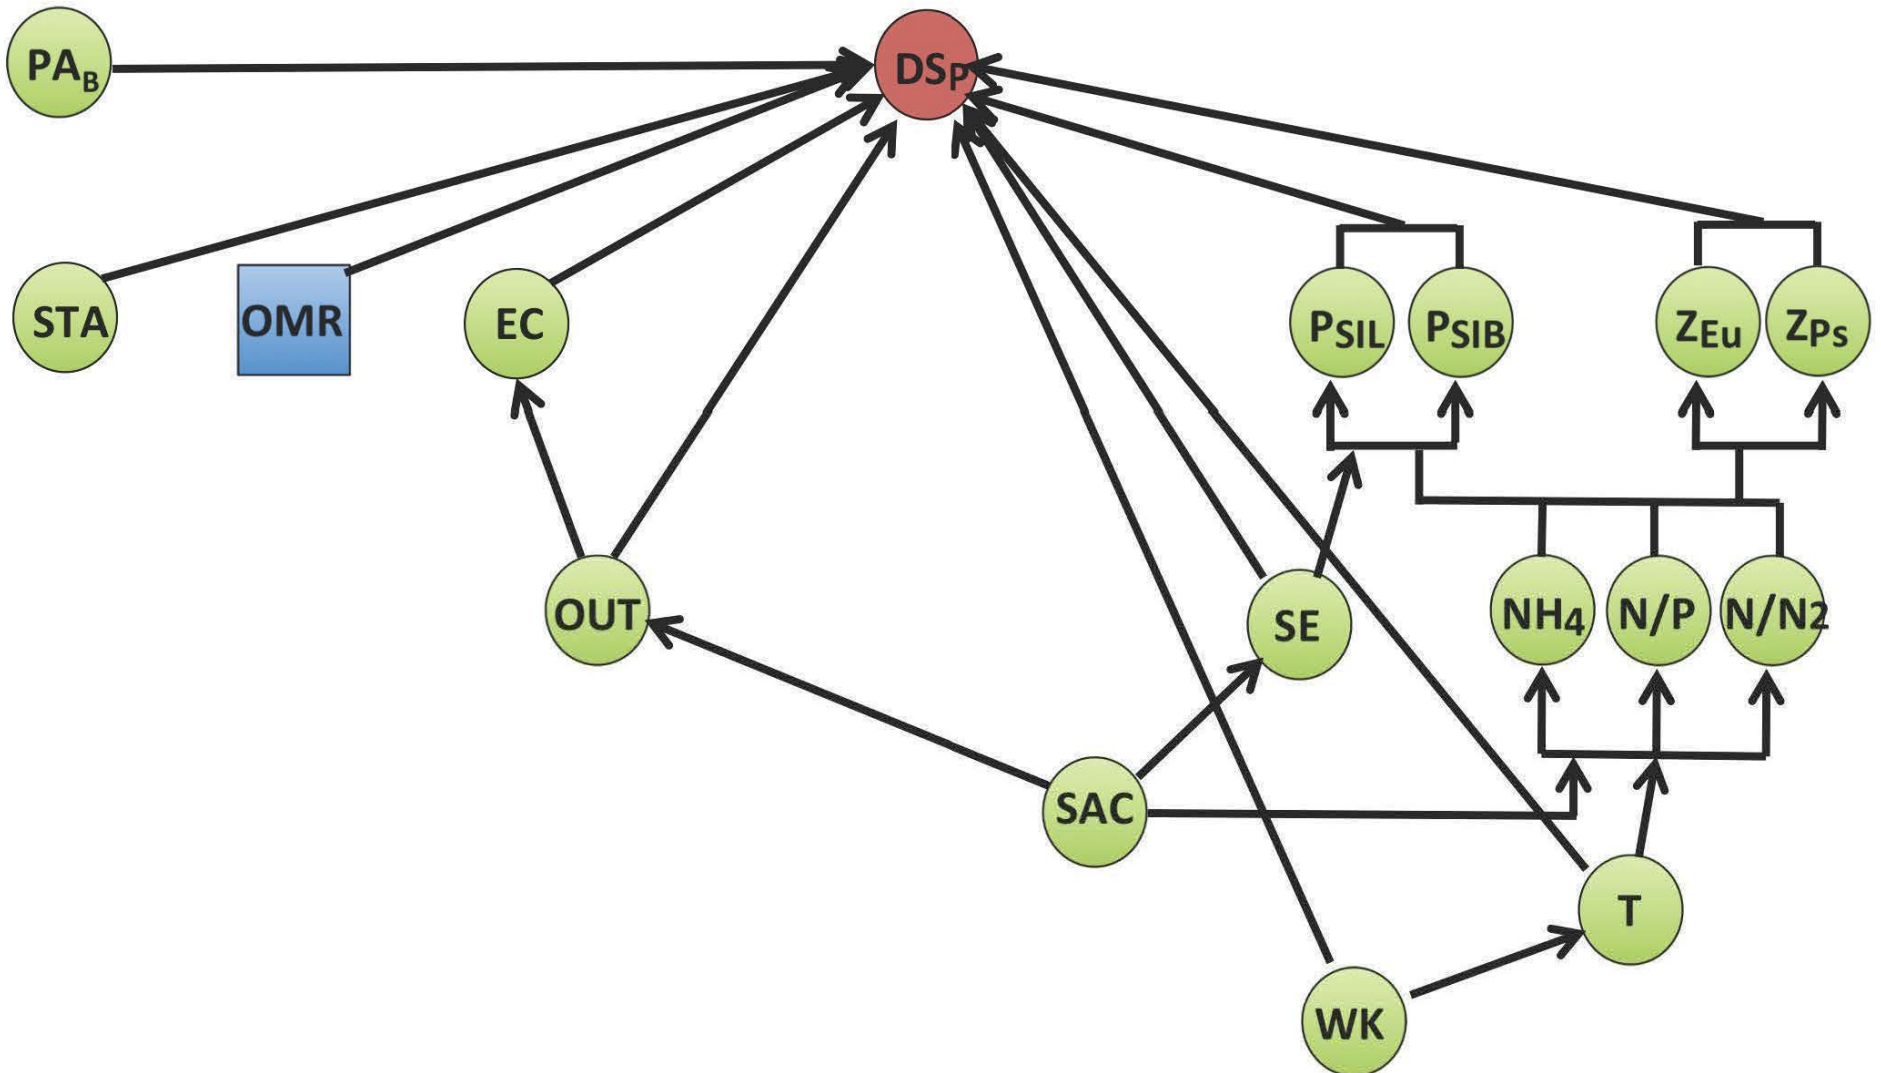 PAB
DSP
STA
OMR
EC
PSIL
PSIB
ZEu
ZPs
OUT
SE
NH4
N/P
N/N2
SAC
T
WK